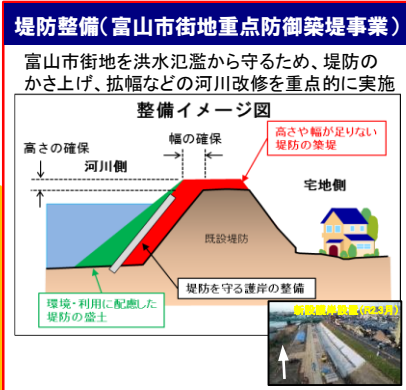 堤防整備(富山市街地重点防御築堤事業)
富山市街地を洪水氾濫から守るため、堤防の
かさ上げ、拡幅などの河川改修を重点的に実施
整備イメージ図
高さの確保
幅の確保
高さや幅が足りない
堤防の築堤
河川側
宅地側
既設堤防
堤防を守る護岸の整備
環境・利用に配慮した
堤防の盛土
(R2.3月)